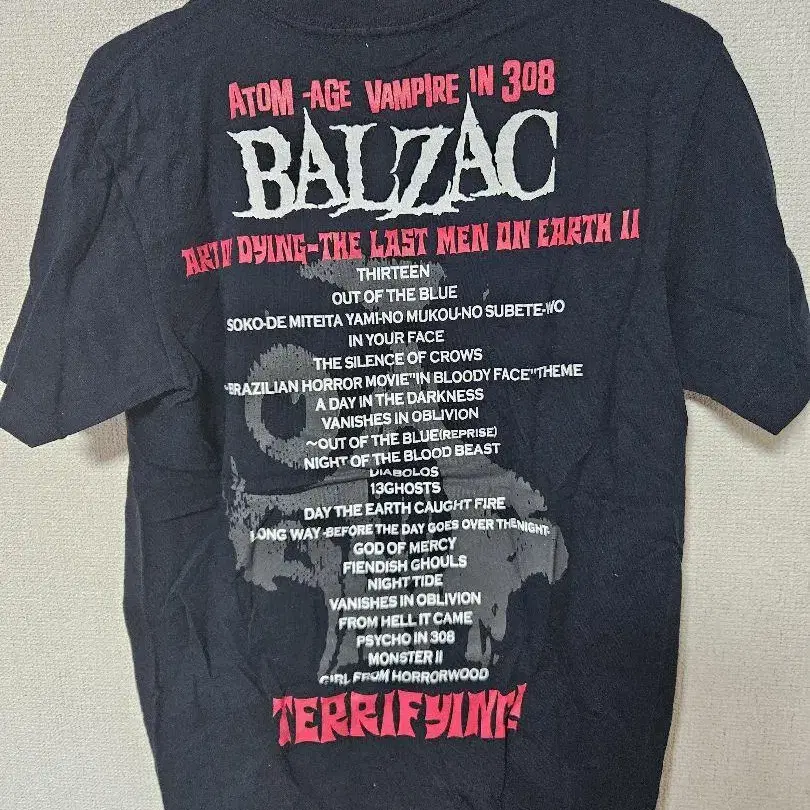 ATOM-AGE VAMPIRE IN 308
BALZAC
DYING-THE LAST MEN ON EARTH II
THIRTEEN
OUT OF THE BLUE
SOKO-DE MITEITA YAMI-NO MUKOU-NO SUBETE-WO
IN YOUR FACE
THE SILENCE OF CROWS
"BRAZILIAN HORROR MOVIE"IN BLOODY FACE"THEME
A DAY IN THE DARKNESS
VANISHES IN OBLIVION
~OUT OF THE BLUE(REPRISE)
NIGHT OF THE BLOOD BEAST
DIABOLOS
13GHOSTS
DAY THE EARTH CAUGHT FIRE
LONG WAY-BEFORE THE DAY GOES OVER THE NIGHT-
GOD OF MERCY
FIENDISH GHOULS
NIGHT TIDE
VANISHES IN OBLIVION
FROM HELL IT CAME
PSYCHO IN 308
MONSTER II
GIRL FROM HORRORWOOD
TERRIFYING!